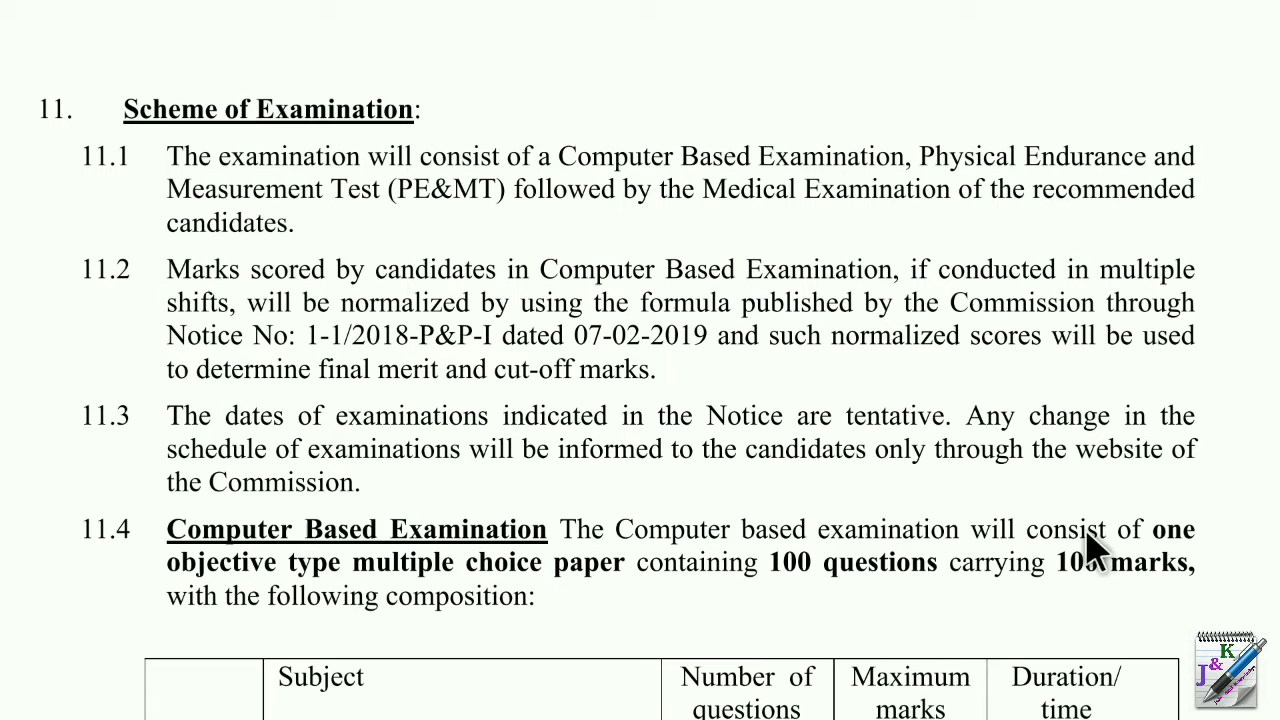 11. Scheme of Examination:
11.1 The examination will consist of a Computer Based Examination, Physical Endurance and
Measurement Test (PE&MT) followed by the Medical Examination of the recommended
candidates.
11.2 Marks scored by candidates in Computer Based Examination, if conducted in multiple
shifts, will be normalized by using the formula published by the Commission through
Notice No: 1-1/2018-P&P-I dated 07-02-2019 and such normalized scores will be used
to determine final merit and cut-off marks.
11.3 The dates of examinations indicated in the Notice are tentative. Any change in the
schedule of examinations will be informed to the candidates only through the website of
the Commission.
11.4 Computer Based Examination The Computer based examination will consist of one
objective type multiple choice paper containing 100 questions carrying 100 marks,
with the following composition:
Subject
Number of questions
Maximum marks
Duration/ time
J&K